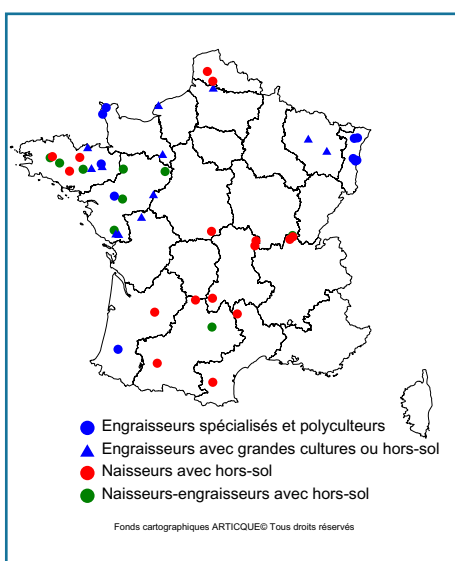 Engraisseurs spécialisés et polyculteurs
Engraisseurs avec grandes cultures ou hors-sol
Naisseurs avec hors-sol
Naisseurs-engraisseurs avec hors-sol
Fonds cartographiques ARTICQUE© Tous droits réservés